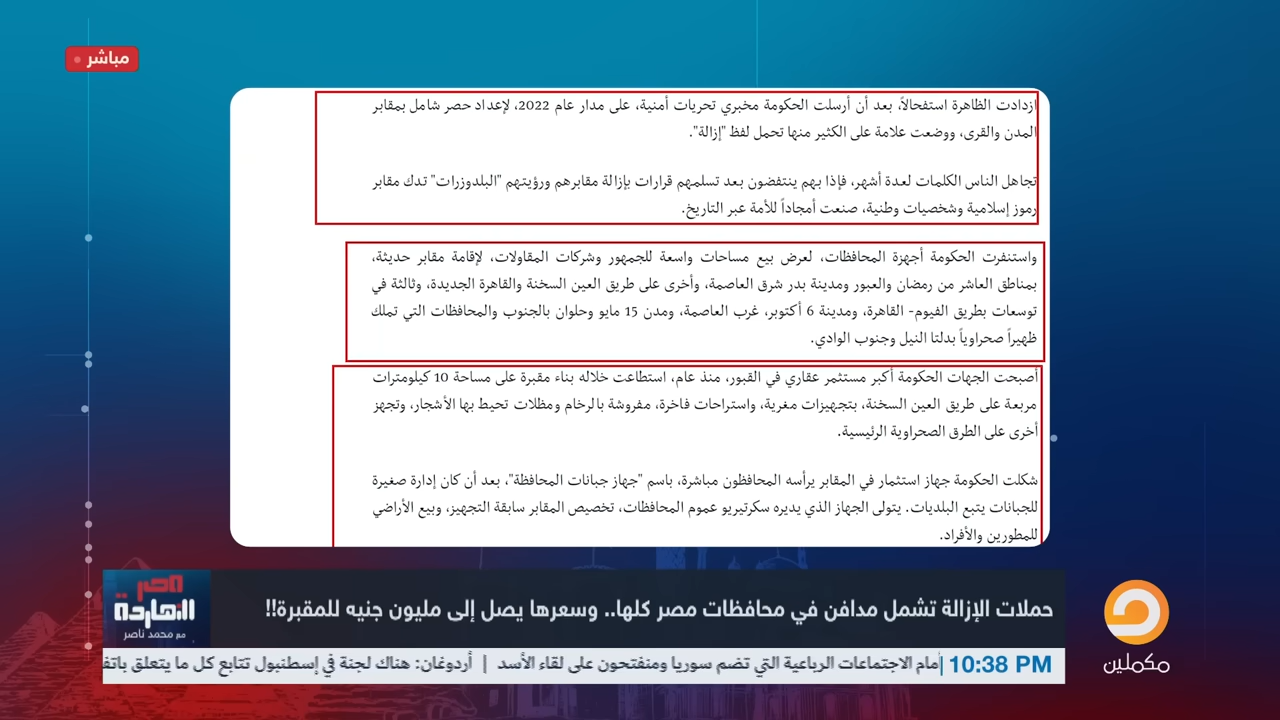 مباشر
ازدادت الظاهرة استفحالاً، بعد أن أرسلت الحكومة مخبري تحريات أمنية، على مدار عام 2022، لإعداد حصر شامل بمقابر
المدن والقرى، ووضعت علامة على الكثير منها تحمل لفظ "إزالة".
تجاهل الناس الكلمات لعدة أشهر، فإذا بهم ينتفضون بعد تسلمهم قرارات بإزالة مقابرهم ورؤيتهم "البلدوزرات" تدك مقابر
رموز إسلامية وشخصيات وطنية، صنعت أمجاداً للأمة عبر التاريخ.
واستنفرت الحكومة أجهزة المحافظات، لعرض بيع مساحات واسعة للجمهور وشركات المقاولات، لإقامة مقابر حديثة،
بمناطق العاشر من رمضان والعبور ومدينة بدر شرق العاصمة، وأخرى على طريق العين السخنة والقاهرة الجديدة، وثالثة في
توسعات بطريق الفيوم- القاهرة، ومدينة 6 أكتوبر، غرب العاصمة، ومدن 15 مايو وحلوان بالجنوب والمحافظات التي تملك
ظهيراً صحراوياً بدلتا النيل وجنوب الوادي.
أصبحت الجهات الحكومة أكبر مستثمر عقاري في القبور، منذ عام، استطاعت خلاله بناء مقبرة على مساحة 10 كيلومترات
مربعة على طريق العين السخنة، بتجهيزات مغرية، واستراحات فاخرة، مفروشة بالرخام ومظلات تحيط بها الأشجار، وتجهز
أخرى على الطرق الصحراوية الرئيسية.
شكلت الحكومة جهاز استثمار في المقابر يرأسه المحافظون مباشرة، باسم "جهاز جبانات المحافظة"، بعد أن كان إدارة صغيرة
للجبانات يتبع البلديات. يتولى الجهاز الذي يديره سكرتيريو عموم المحافظات، تخصيص المقابر سابقة التجهيز، وبيع الأراضي
للمطورين والأفراد.
حملات الإزالة تشمل مدافن في محافظات مصر كلها.. وسعرها يصل إلى مليون جنيه للمقبرة!!
مصر
النهاردة
مع محمد ناصر
10:38 PM
مام الاجتماعات الرباعية التي تضم سوريا ومنفتحون على لقاء الأسد | أردوغان: هناك لجنة في إسطنبول تتابع كل ما يتعلق باتف
مكملين